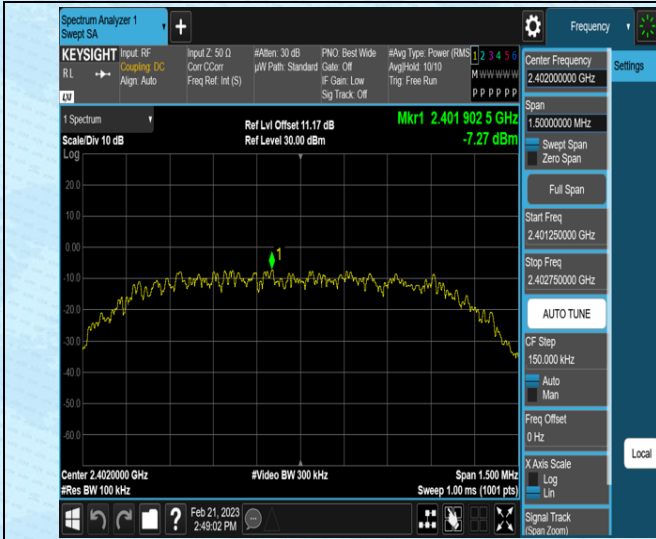 Spectrum Analyzer 1
Swept SA
Frequency
KEYSIGHT
RL
LXI
Input: RF
Coupling: DC
Align: Auto
Input Z: 50 Ω
Corr CCorr
Freq Ref: Int (S)
#Atten: 30 dB
µW Path: Standard
PNO: Best Wide
Gate: Off
IF Gain: Low
Sig Track: Off
#Avg Type: Power (RMS
Avg|Hold: 10/10
Trig: Free Run
1 2 3 4 5 6
M W W W W W
P P P P P P
1 Spectrum
Scale/Div 10 dB
Ref Lvl Offset 11.17 dB
Ref Level 30.00 dBm
Mkr1 2.401 902 5 GHz
-7.27 dBm
Log
20.0
10.0
0.00
-10.0
-20.0
-30.0
-40.0
-50.0
-60.0
1
Center 2.4020000 GHz
#Res BW 100 kHz
#Video BW 300 kHz
Span 1.500 MHz
Sweep 1.00 ms (1001 pts)
Feb 21, 2023
2:49:02 PM
Center Frequency
2.402000000 GHz
Span
1.50000000 MHz
Swept Span
Zero Span
Full Span
Start Freq
2.401250000 GHz
Stop Freq
2.402750000 GHz
AUTO TUNE
CF Step
150.000 kHz
Auto
Man
Freq Offset
0 Hz
X Axis Scale
Log
Lin
Signal Track
(Span Zoom)
Settings
Local